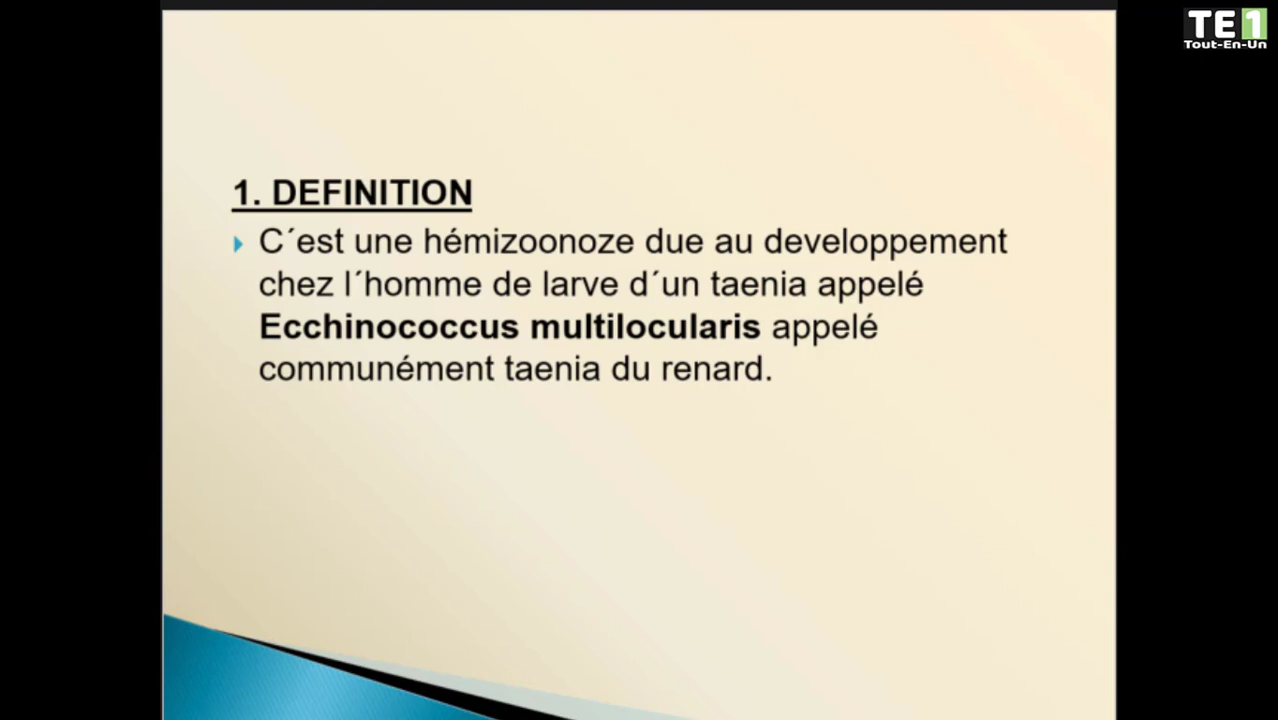 TE1
Tout-En-Un
1. DEFINITION
C´est une hémizoonoze due au developpement
chez l´homme de larve d´un taenia appelé
Ecchinococcus multilocularis appelé
communément taenia du renard.